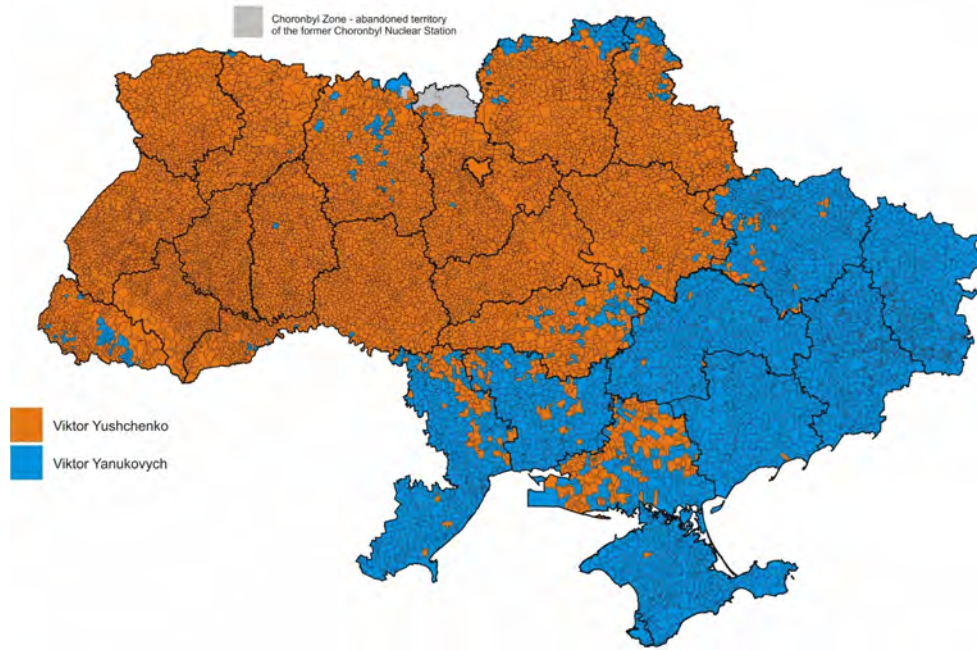 Choronbyl Zone - abandoned territory
of the former Choronbyl Nuclear Station
Viktor Yushchenko
Viktor Yanukovych